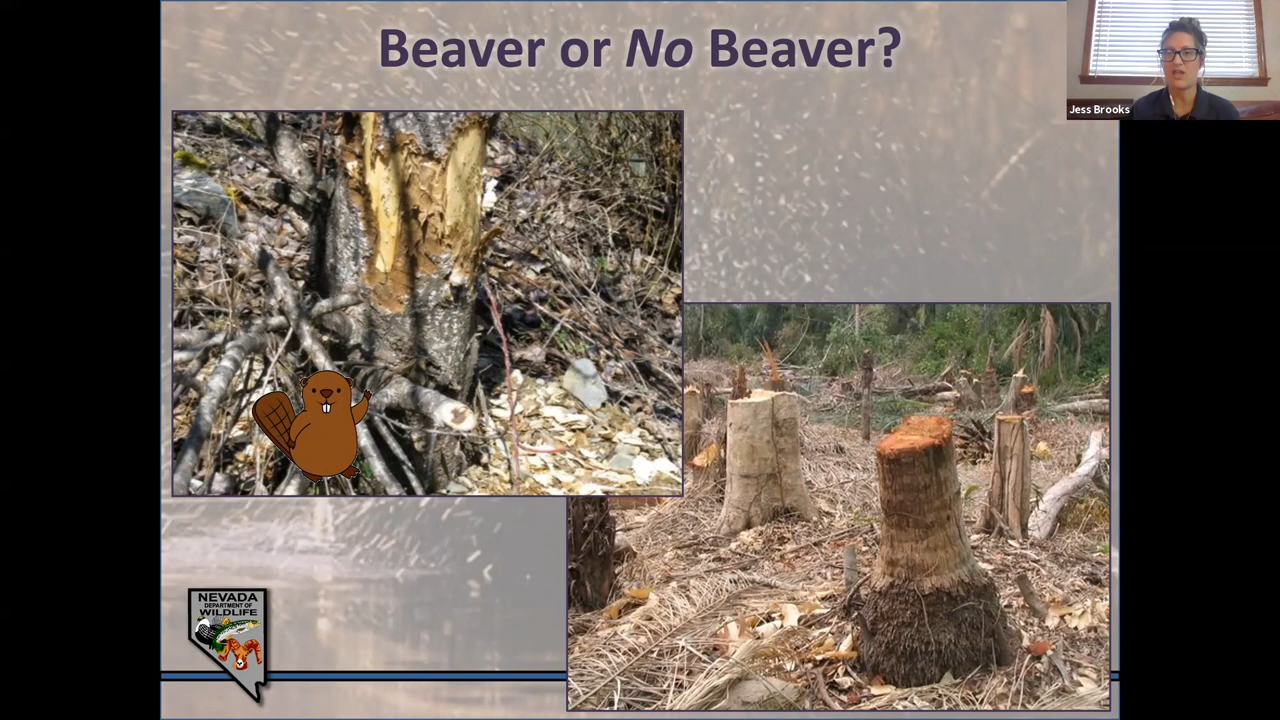 Beaver or No Beaver?
Jess Brooks
NEVADA
DEPARTMENT OF
WILDLIFE